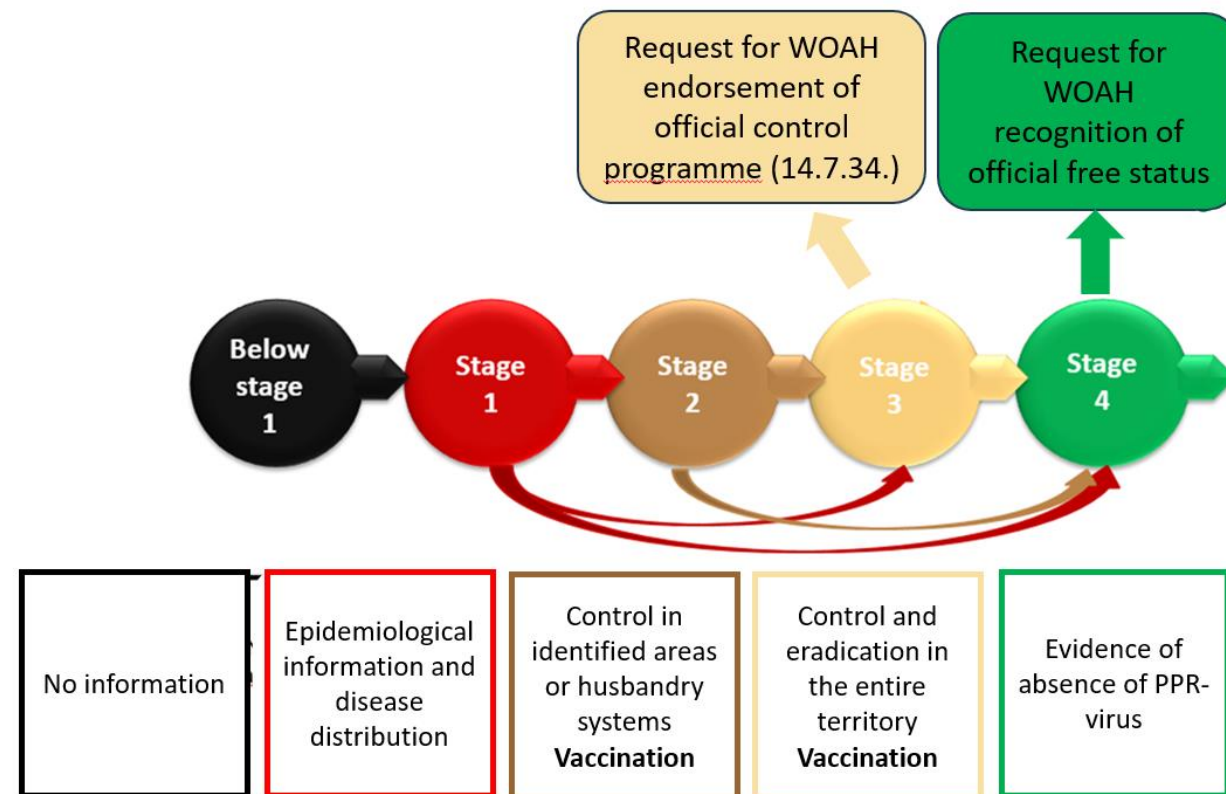 Request for WOAH
endorsement of
official control
programme (14.7.34.)
Request for
WOAH
recognition of
official free status
Below
stage
1
Stage
1
Stage
2
Stage
3
Stage
4
No information
Epidemiological
information and
disease
distribution
Control in
identified areas
or husbandry
systems
Vaccination
Control and
eradication in
the entire
territory
Vaccination
Evidence of
absence of PPR-
virus